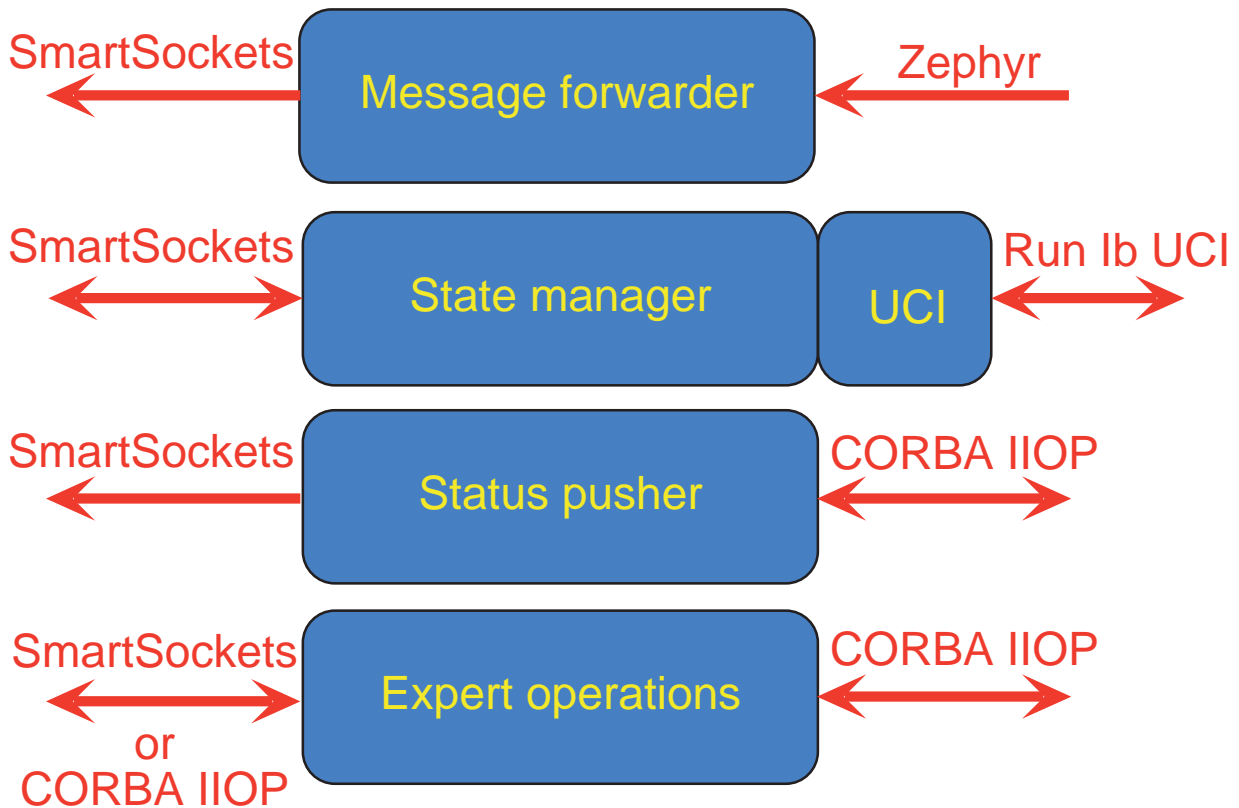 SmartSockets
Message forwarder
Zephyr
SmartSockets
State manager
UCI
Run Ib UCI
SmartSockets
Status pusher
CORBA IIOP
SmartSockets
or
CORBA IIOP
Expert operations
CORBA IIOP